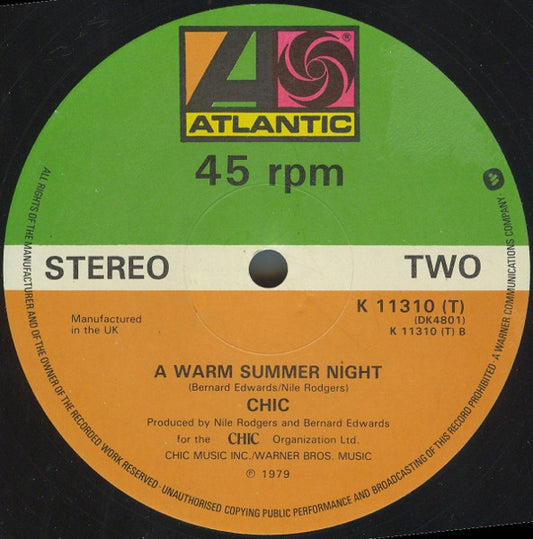 ATLANTIC
®
45 rpm
STEREO
TWO
Manufactured
in the UK
K 11310 (T)
(DK4801)
K 11310 (T) B
A WARM SUMMER NIGHT
(Bernard Edwards/Nile Rodgers)
CHIC
Produced by Nile Rodgers and Bernard Edwards
for the CHIC Organization Ltd.
CHIC MUSIC INC./WARNER BROS. MUSIC
℗ 1979
ALL RIGHTS OF THE MANUFACTURER AND OF THE OWNER OF THE RECORDED WORK RESERVED · UNAUTHORISED COPYING PUBLIC PERFORMANCE AND BROADCASTING OF THIS RECORD PROHIBITED · A WARNER COMMUNICATIONS COMPANY ·